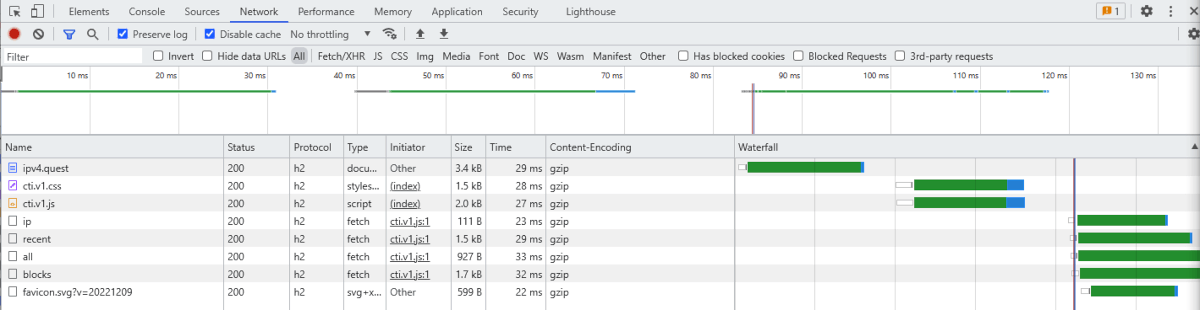 Elements Console Sources Network Performance Memory Application Security Lighthouse 1
Preserve log Disable cache No throttling
Filter Invert Hide data URLs All Fetch/XHR JS CSS Img Media Font Doc WS Wasm Manifest Other Has blocked cookies Blocked Requests 3rd-party requests
10 ms 20 ms 30 ms 40 ms 50 ms 60 ms 70 ms 80 ms 90 ms 100 ms 110 ms 120 ms 130 ms
Name Status Protocol Type Initiator Size Time Content-Encoding Waterfall
ipv4.quest 200 h2 docu... Other 3.4 kB 29 ms gzip
cti.v1.css 200 h2 styles... (index) 1.5 kB 28 ms gzip
cti.v1.js 200 h2 script (index) 2.0 kB 27 ms gzip
ip 200 h2 fetch cti.v1.js:1 111 B 23 ms gzip
recent 200 h2 fetch cti.v1.js:1 1.5 kB 29 ms gzip
all 200 h2 fetch cti.v1.js:1 927 B 33 ms gzip
blocks 200 h2 fetch cti.v1.js:1 1.7 kB 32 ms gzip
favicon.svg?v=20221209 200 h2 svg+x... Other 599 B 22 ms gzip